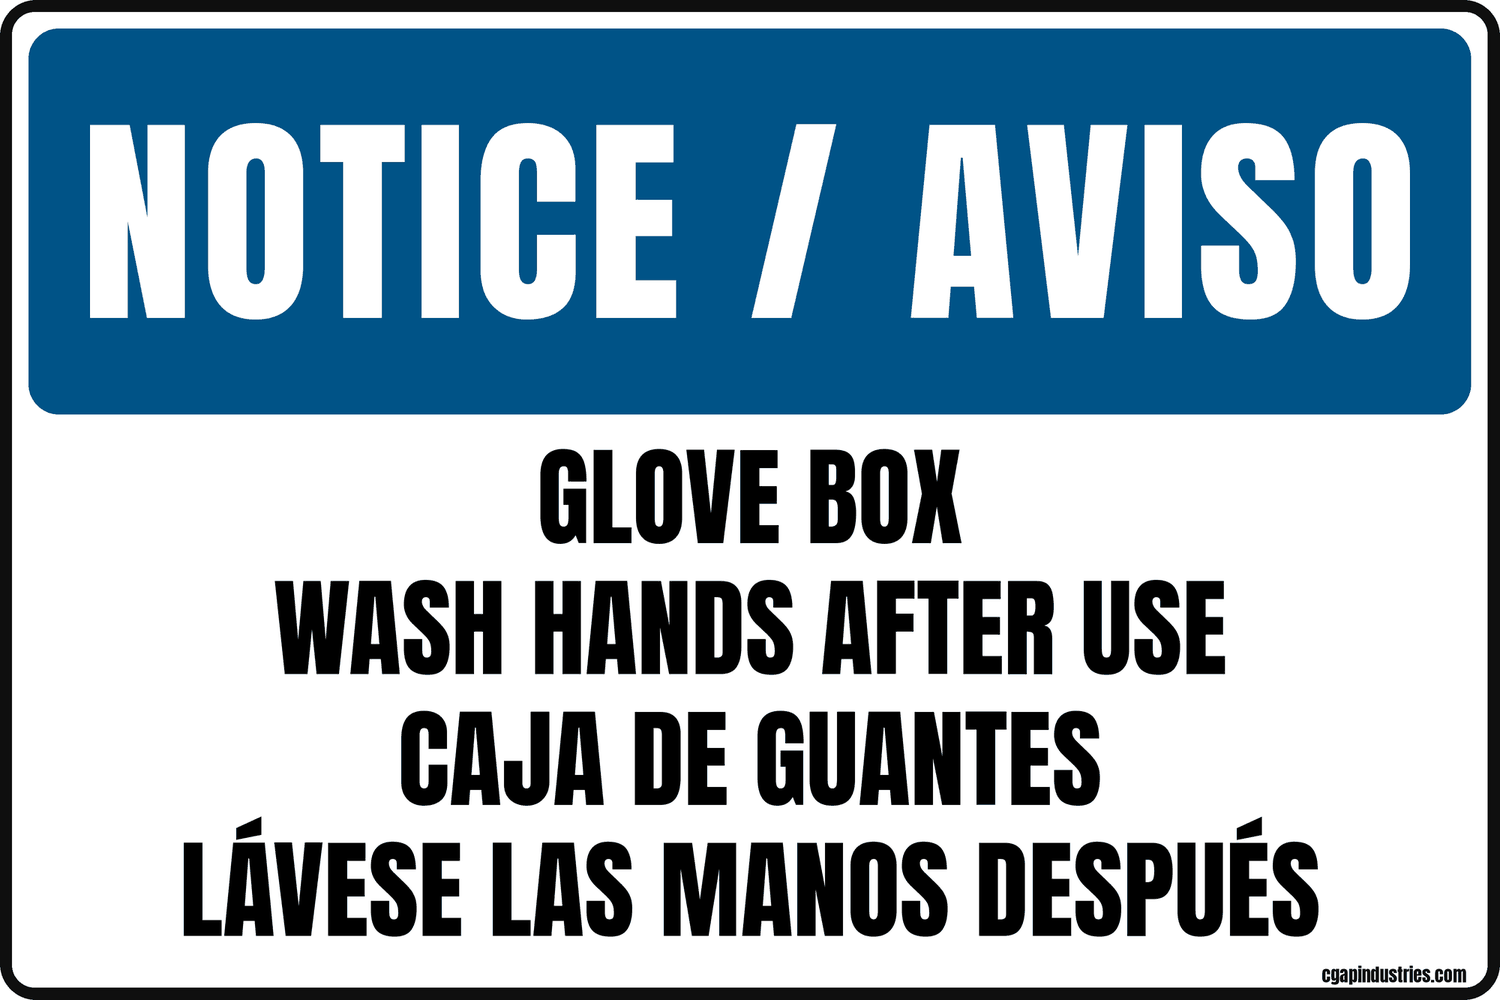 NOTICE / AVISO
GLOVE BOX
WASH HANDS AFTER USE
CAJA DE GUANTES
LÁVESE LAS MANOS DESPUÉS
cgapindustries.com